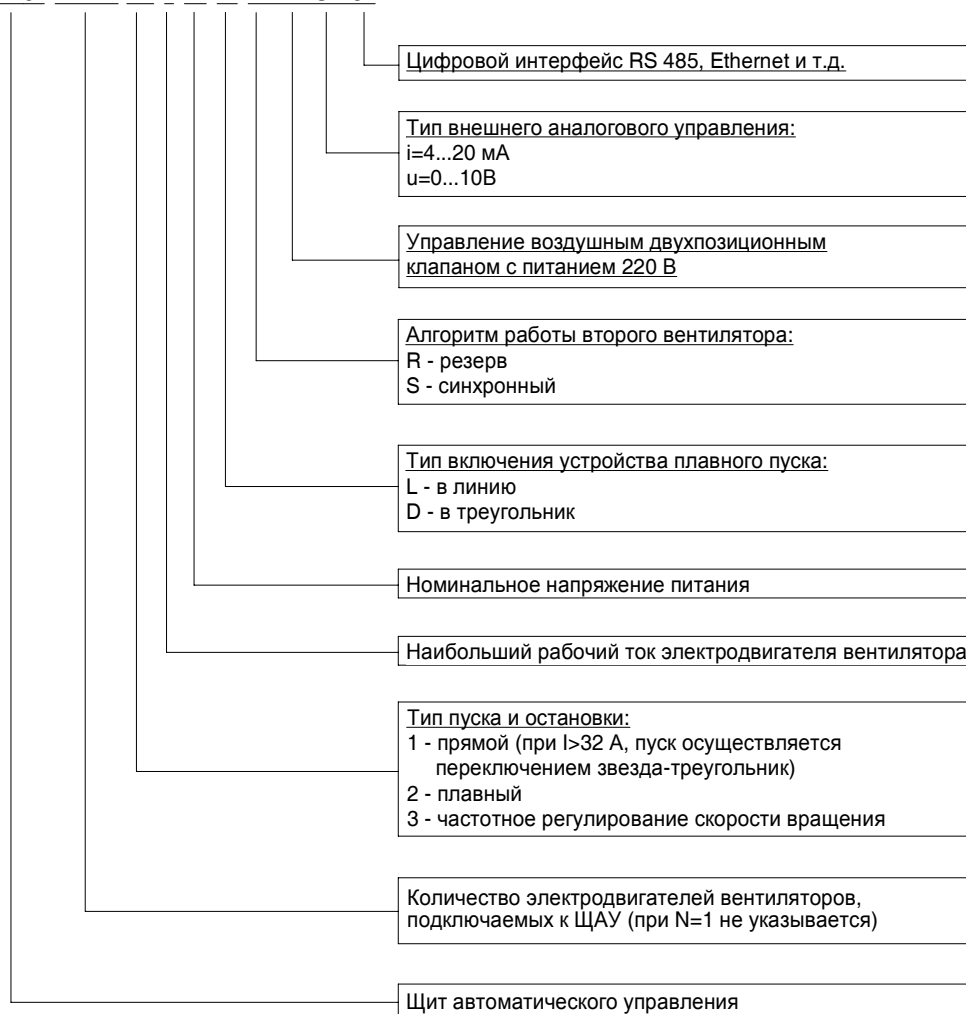 Цифровой интерфейс RS 485, Ethernet и т.д.
Тип внешнего аналогового управления:
i=4...20 мА
u=0...10В
Управление воздушным двухпозиционным
клапаном с питанием 220 В
Алгоритм работы второго вентилятора:
R - резерв
S - синхронный
Тип включения устройства плавного пуска:
L - в линию
D - в треугольник
Номинальное напряжение питания
Наибольший рабочий ток электродвигателя вентилятора
Тип пуска и остановки:
1 - прямой (при I>32 А, пуск осуществляется
переключением звезда-треугольник)
2 - плавный
3 - частотное регулирование скорости вращения
Количество электродвигателей вентиляторов,
подключаемых к ЩАУ (при N=1 не указывается)
Щит автоматического управления